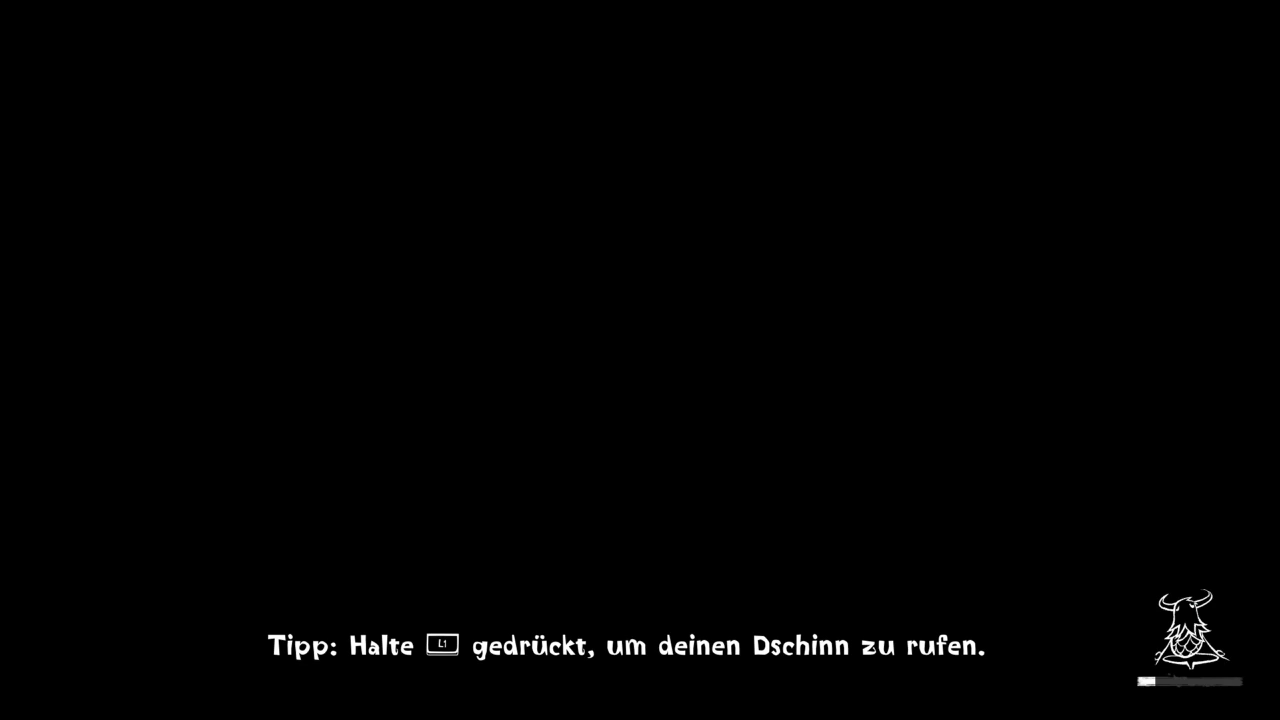 Tipp: Halte L1 gedrückt, um deinen Dschinn zu rufen.